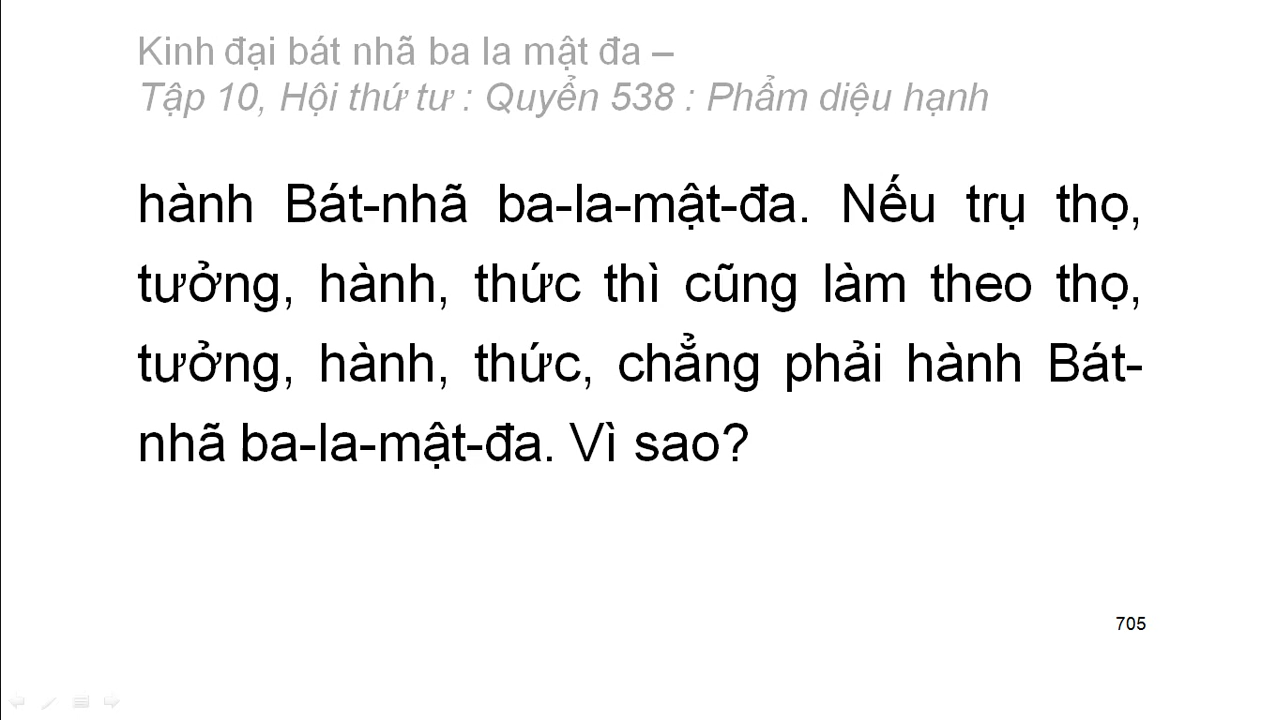 Kinh đại bát nhã ba la mật đa –
Tập 10, Hội thứ tư : Quyển 538 : Phẩm diệu hạnh
hành Bát-nhã ba-la-mật-đa. Nếu trụ thọ,
tưởng, hành, thức thì cũng làm theo thọ,
tưởng, hành, thức, chẳng phải hành Bát-
nhã ba-la-mật-đa. Vì sao?
705